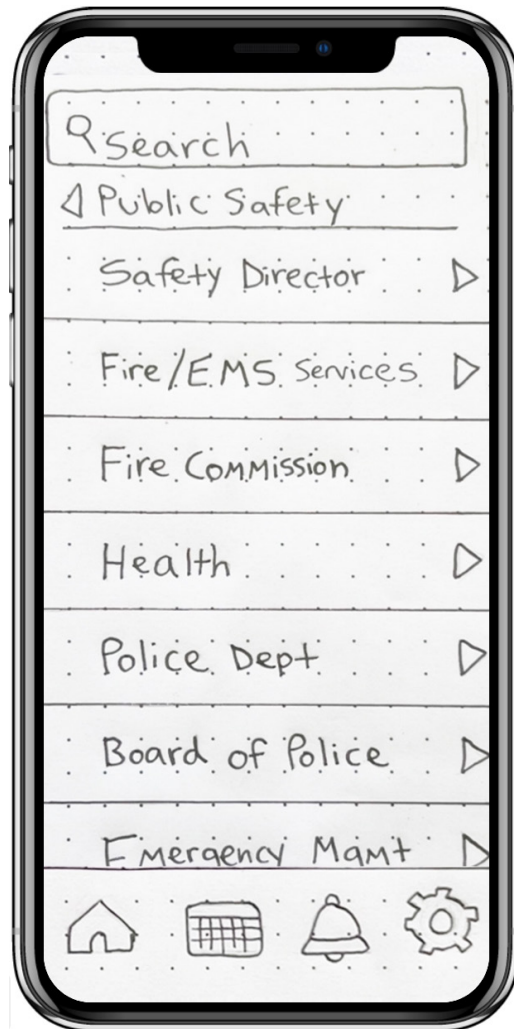 Search
Public Safety
Safety Director
Fire/EMS Services
Fire Commission
Health
Police Dept
Board of Police
Emergency Mgmt